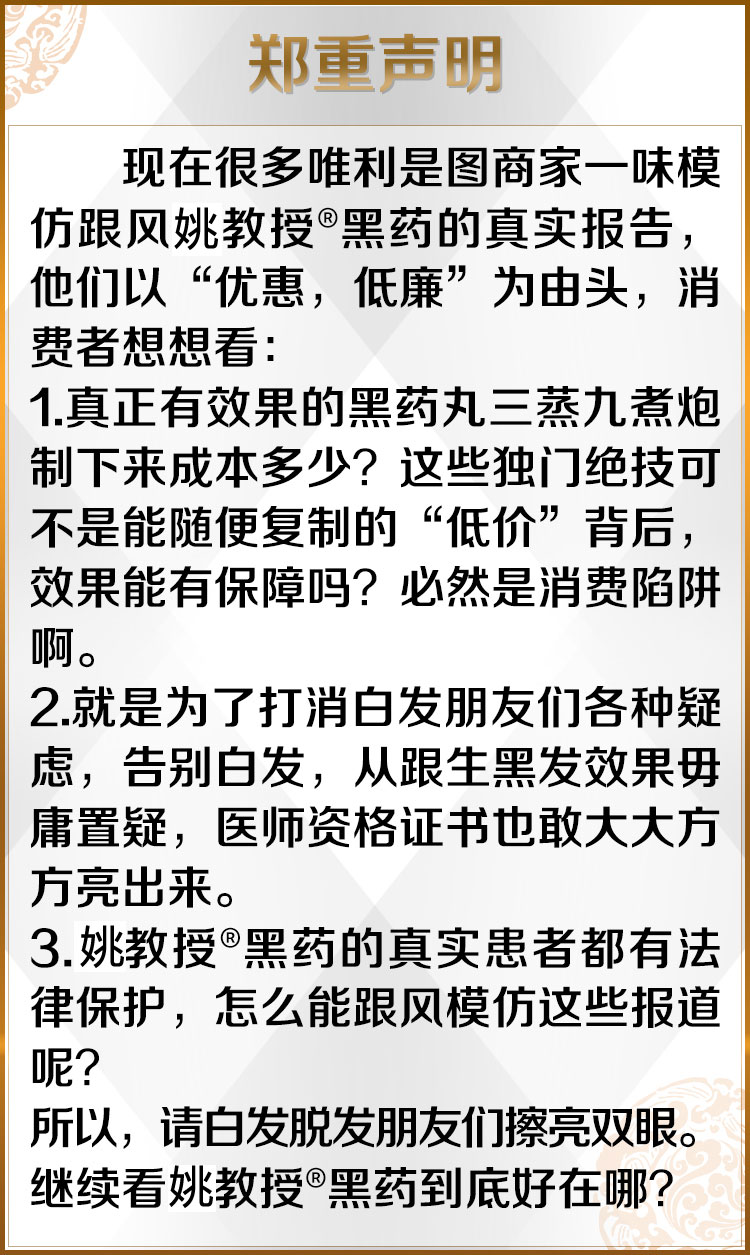 郑重声明
现在很多唯利是图商家一味模
仿跟风姚教授®黑药的真实报告，
他们以“优惠，低廉”为由头，消
费者想想看：
1.真正有效果的黑药丸三蒸九煮炮
制下来成本多少？这些独门绝技可
不是能随便复制的“低价”背后，
效果能有保障吗？必然是消费陷阱
啊。
2.就是为了打消白发朋友们各种疑
虑，告别白发，从跟生黑发效果毋
庸置疑，医师资格证书也敢大大方
方亮出来。
3.姚教授®黑药的真实患者都有法
律保护，怎么能跟风模仿这些报道
呢？
所以，请白发脱发朋友们擦亮双眼。
继续看姚教授®黑药到底好在哪？